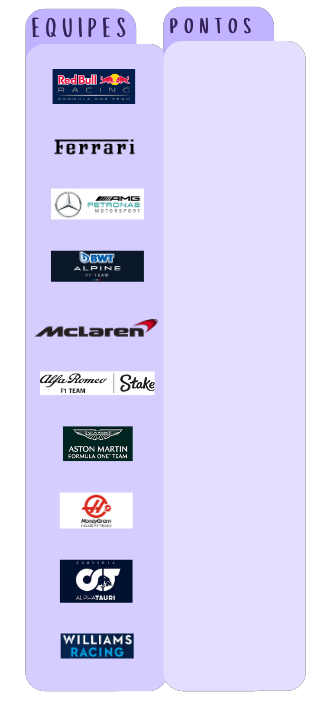 EQUIPES
PONTOS
Red Bull
RACING
FORMULA ONE TEAM
Ferrari
AMG
PETRONAS
MOTORSPORT
BWT
ALPINE
F1 TEAM
McLaren
Alfa Romeo
F1 TEAM
Stake
ASTON MARTIN
FORMULA ONE TEAM
MoneyGram
HAAS F1 TEAM
SCUDERIA
ALPHATAURI
WILLIAMS
RACING